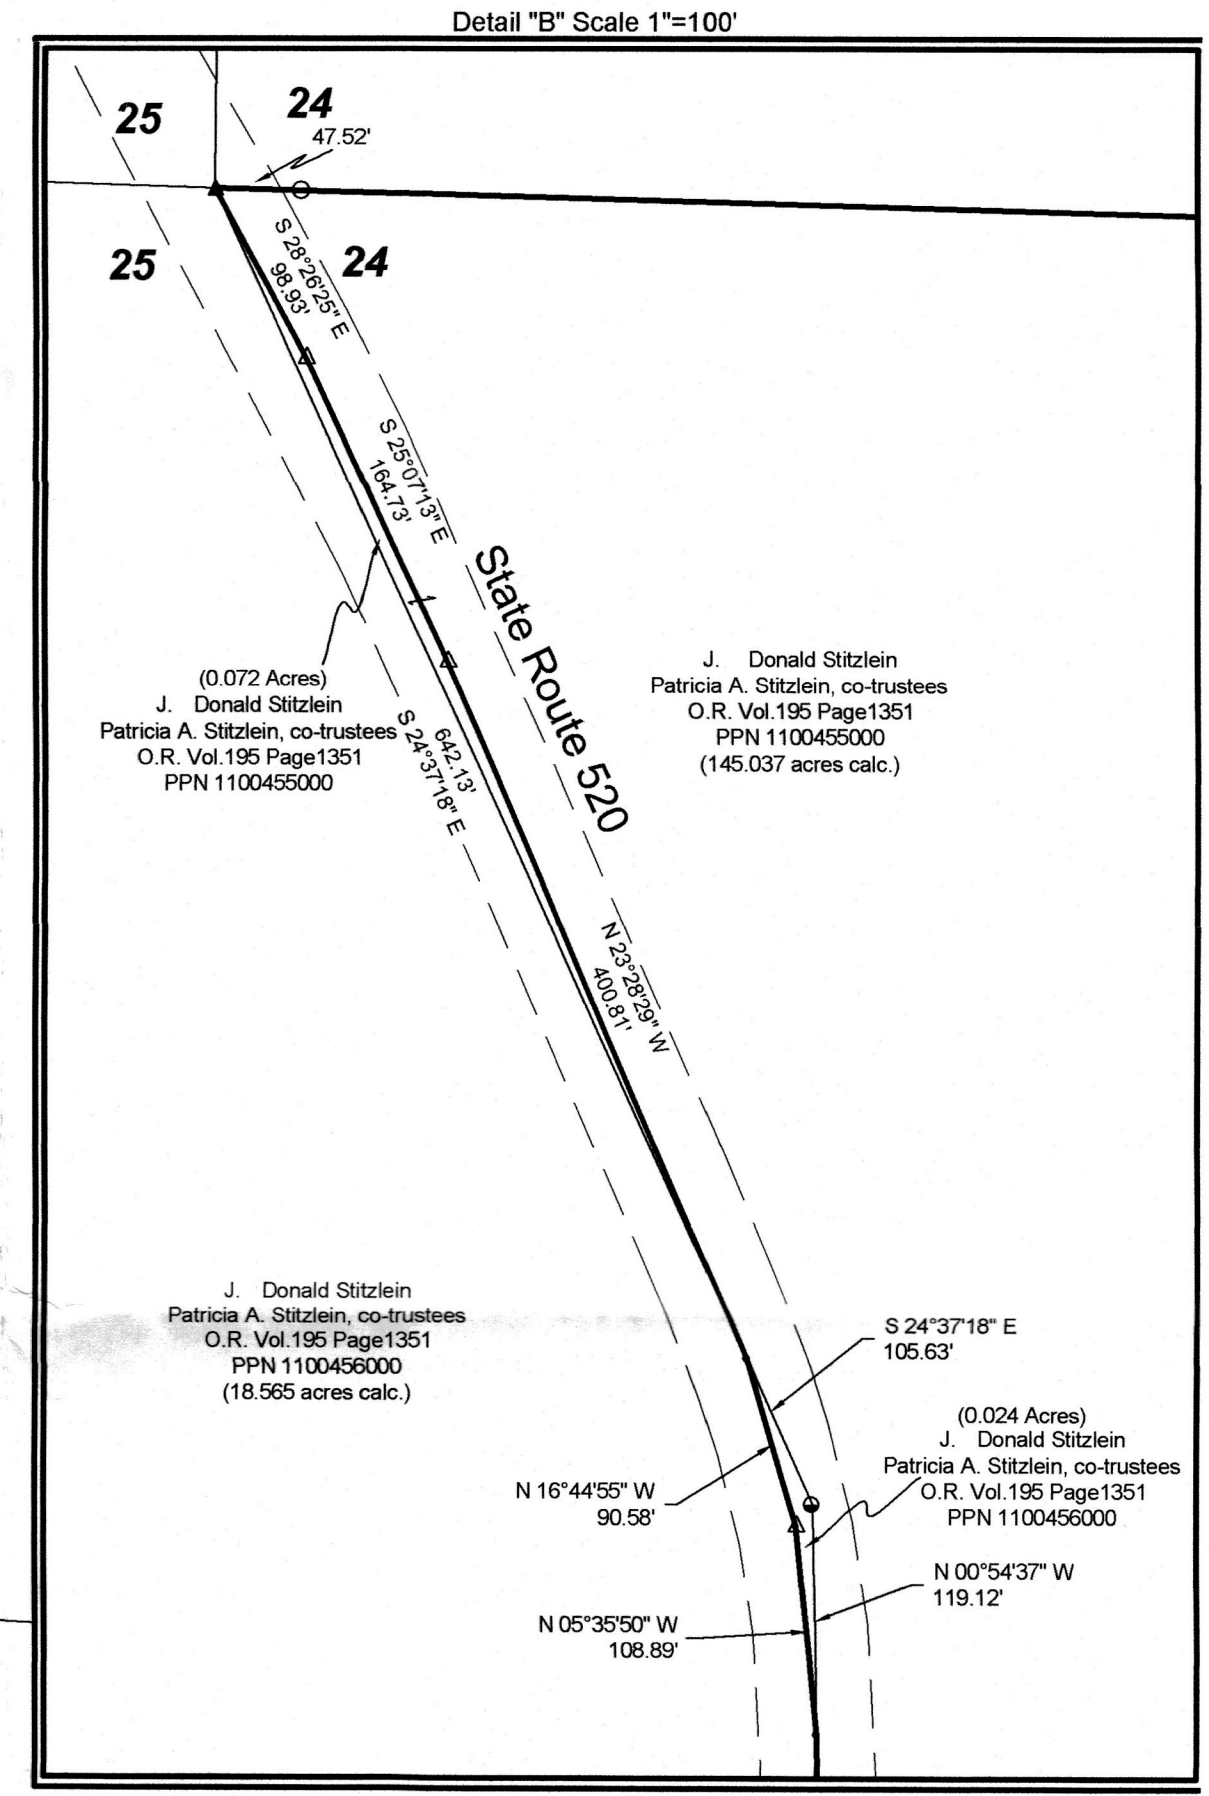 Detail "B" Scale 1"=100'
25
24
47.52'
25
24
S 28°26'25" E
98.93'
S 25°07'13" E
164.73'
State Route 520
(0.072 Acres)
J. Donald Stitzlein
Patricia A. Stitzlein, co-trustees
O.R. Vol.195 Page1351
PPN 1100455000
J. Donald Stitzlein
Patricia A. Stitzlein, co-trustees
O.R. Vol.195 Page1351
PPN 1100455000
(145.037 acres calc.)
642.13'
S 24°37'18" E
N 23°28'29" W
400.81'
J. Donald Stitzlein
Patricia A. Stitzlein, co-trustees
O.R. Vol.195 Page1351
PPN 1100456000
(18.565 acres calc.)
S 24°37'18" E
105.63'
(0.024 Acres)
J. Donald Stitzlein
Patricia A. Stitzlein, co-trustees
O.R. Vol.195 Page1351
PPN 1100456000
N 16°44'55" W
90.58'
N 00°54'37" W
119.12'
N 05°35'50" W
108.89'